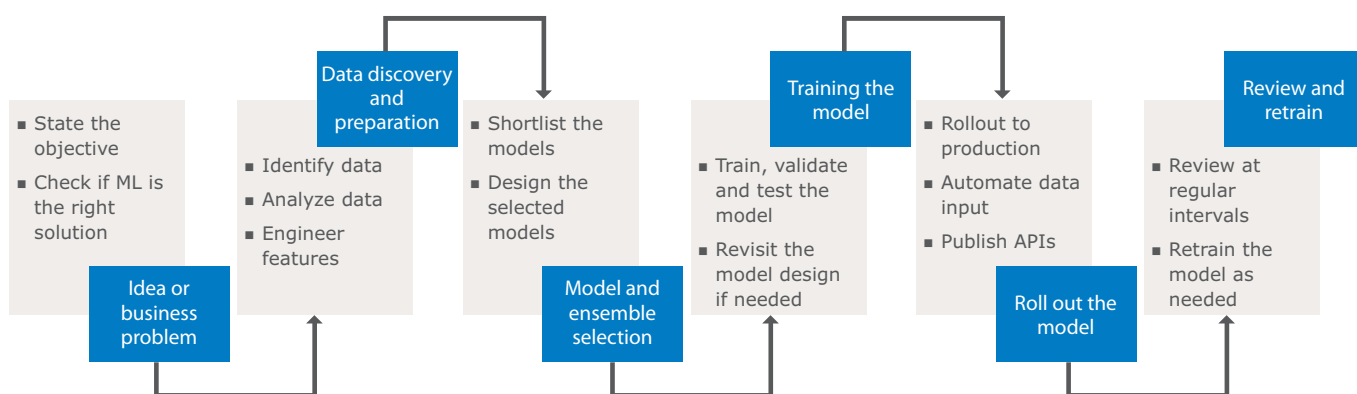 ■ State the
objective
■ Check if ML is
the right
solution
Idea or
business
problem
Data discovery
and
preparation
■ Identify data
■ Analyze data
■ Engineer
features
■ Shortlist the
models
■ Design the
selected
models
Model and
ensemble
selection
Training the
model
■ Train, validate
and test the
model
■ Revisit the
model design
if needed
■ Rollout to
production
■ Automate data
input
■ Publish APIs
Roll out the
model
Review and
retrain
■ Review at
regular
intervals
■ Retrain the
model as
needed